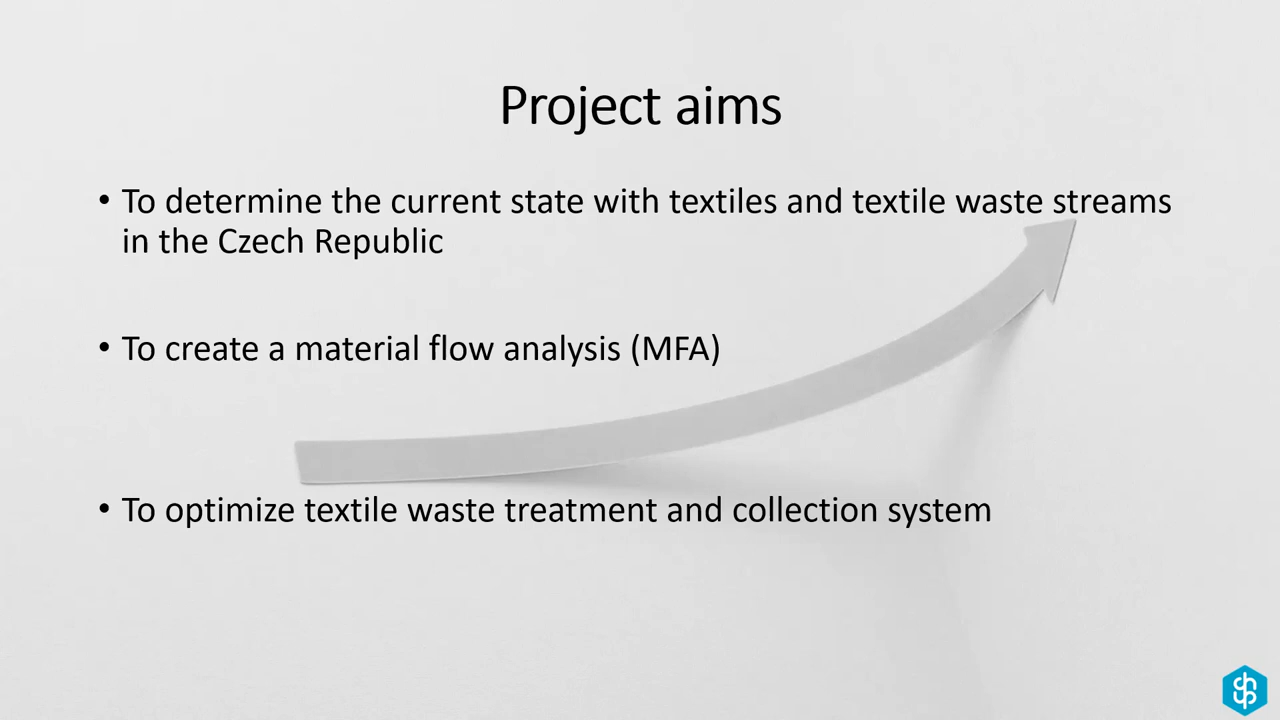 Project aims
• To determine the current state with textiles and textile waste streams
in the Czech Republic
• To create a material flow analysis (MFA)
• To optimize textile waste treatment and collection system